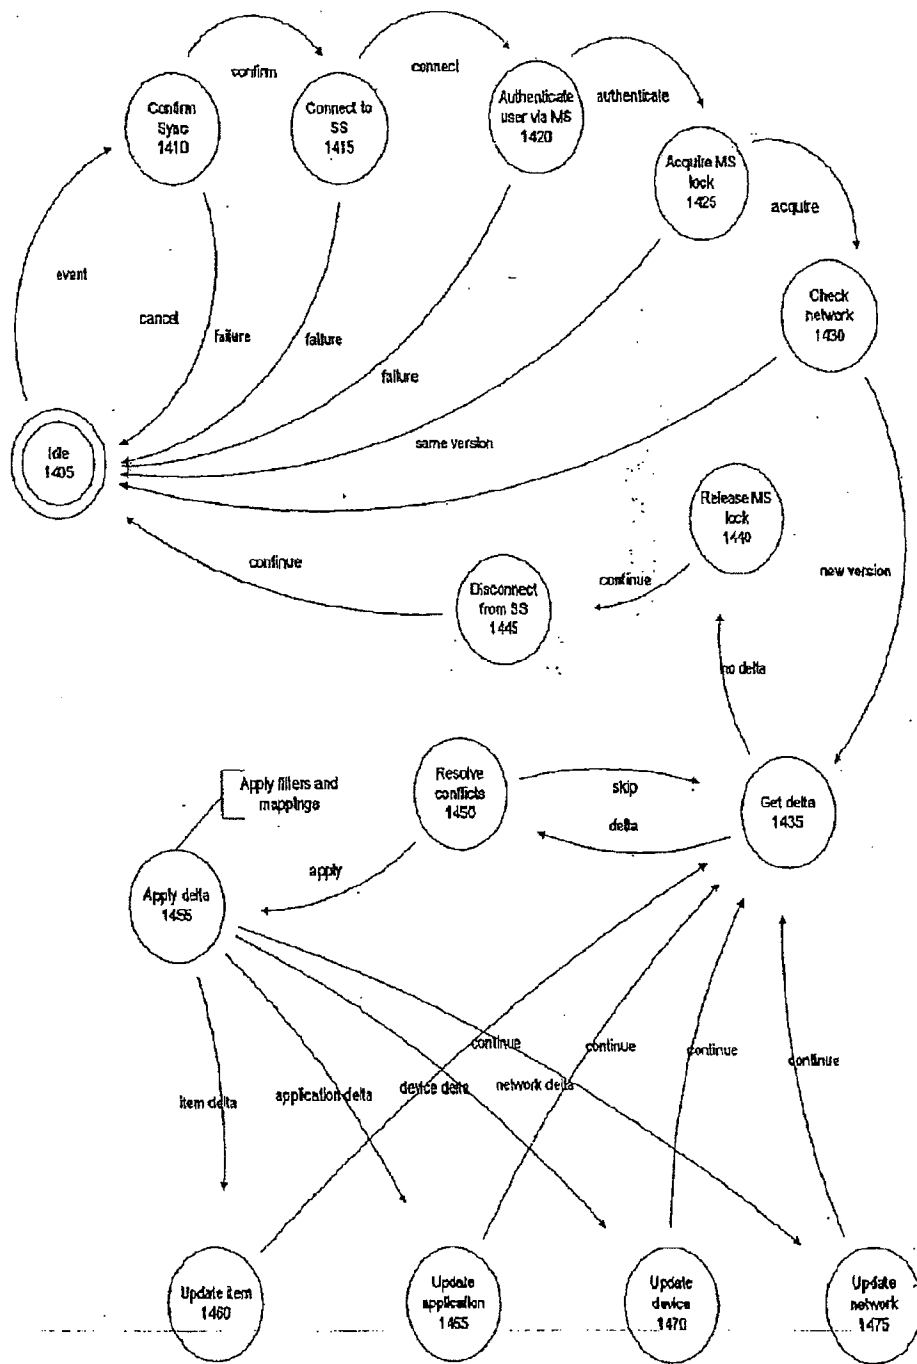 confirm
connect
authenticate
Confirm
Sync
1410
Connect to
SS
1415
Authenticate
user via MS
1420
Acquire MS
lock
1425
acquire
event
cancel
failure
failure
failure
same version
Check
network
1430
Idle
1405
Release MS
lock
1440
new version
continue
continue
Disconnect
from SS
1445
no delta
Apply filters and
mappings
Resolve
conflicts
1450
skip
delta
Get delta
1435
apply
Apply delta
1455
item delta
application delta
device delta
network delta
continue
continue
continue
continue
Update item
1460
Update
application
1465
Update
device
1470
Update
network
1475